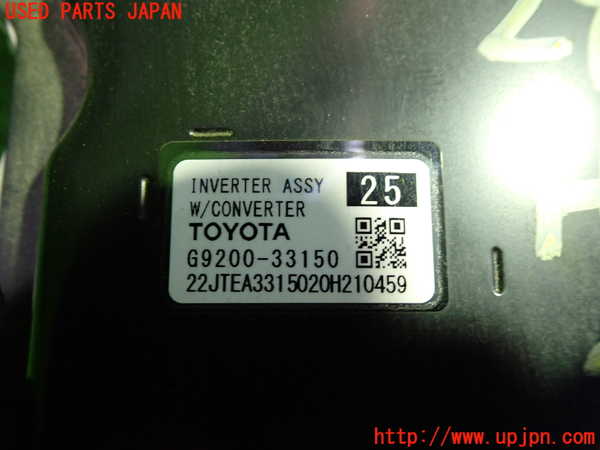 USED PARTS JAPAN
INVERTER ASSY 25
W/CONVERTER
TOYOTA
G9200-33150
22JTEA3315020H210459
http://www.upjpn.com/